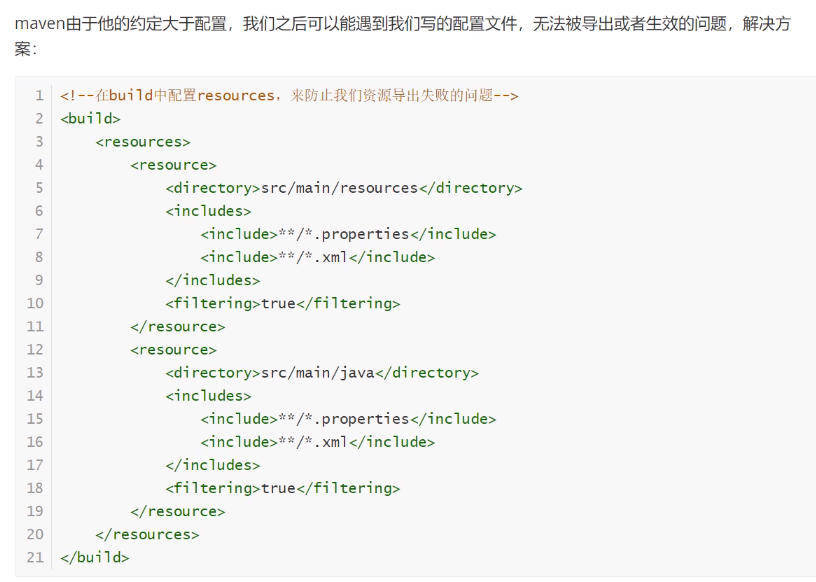 maven由于他的约定大于配置，我们之后可以能遇到我们写的配置文件，无法被导出或者生效的问题，解决方
案：
1 <!--在build中配置resources，来防止我们资源导出失败的问题-->
2 <build>
3     <resources>
4         <resource>
5             <directory>src/main/resources</directory>
6             <includes>
7                 <include>**/*.properties</include>
8                 <include>**/*.xml</include>
9             </includes>
10             <filtering>true</filtering>
11         </resource>
12         <resource>
13             <directory>src/main/java</directory>
14             <includes>
15                 <include>**/*.properties</include>
16                 <include>**/*.xml</include>
17             </includes>
18             <filtering>true</filtering>
19         </resource>
20     </resources>
21 </build>